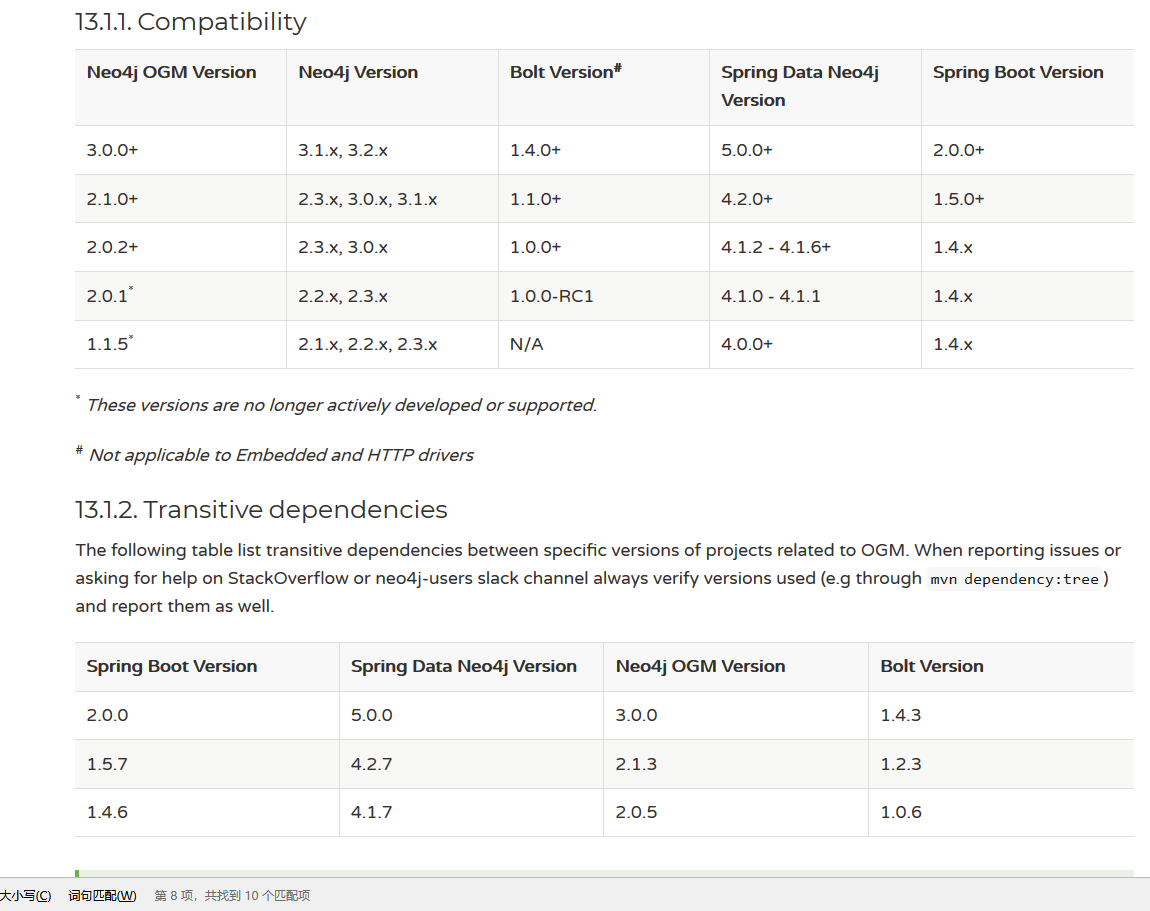 13.1.1. Compatibility
Neo4j OGM Version Neo4j Version Bolt Version# Spring Data Neo4j Version Spring Boot Version
3.0.0+ 3.1.x, 3.2.x 1.4.0+ 5.0.0+ 2.0.0+
2.1.0+ 2.3.x, 3.0.x, 3.1.x 1.1.0+ 4.2.0+ 1.5.0+
2.0.2+ 2.3.x, 3.0.x 1.0.0+ 4.1.2 - 4.1.6+ 1.4.x
2.0.1* 2.2.x, 2.3.x 1.0.0-RC1 4.1.0 - 4.1.1 1.4.x
1.1.5* 2.1.x, 2.2.x, 2.3.x N/A 4.0.0+ 1.4.x
* These versions are no longer actively developed or supported.
# Not applicable to Embedded and HTTP drivers
13.1.2. Transitive dependencies
The following table list transitive dependencies between specific versions of projects related to OGM. When reporting issues or
asking for help on StackOverflow or neo4j-users slack channel always verify versions used (e.g through mvn dependency:tree)
and report them as well.
Spring Boot Version Spring Data Neo4j Version Neo4j OGM Version Bolt Version
2.0.0 5.0.0 3.0.0 1.4.3
1.5.7 4.2.7 2.1.3 1.2.3
1.4.6 4.1.7 2.0.5 1.0.6
大小写(C) 词句匹配(W) 第 8 项，共找到 10 个匹配项